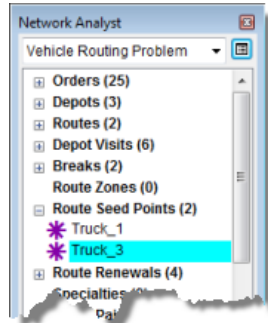 Network Analyst
Vehicle Routing Problem
Orders (25)
Depots (3)
Routes (2)
Depot Visits (6)
Breaks (2)
Route Zones (0)
Route Seed Points (2)
Truck_1
Truck_3
Route Renewals (4)
Specialties